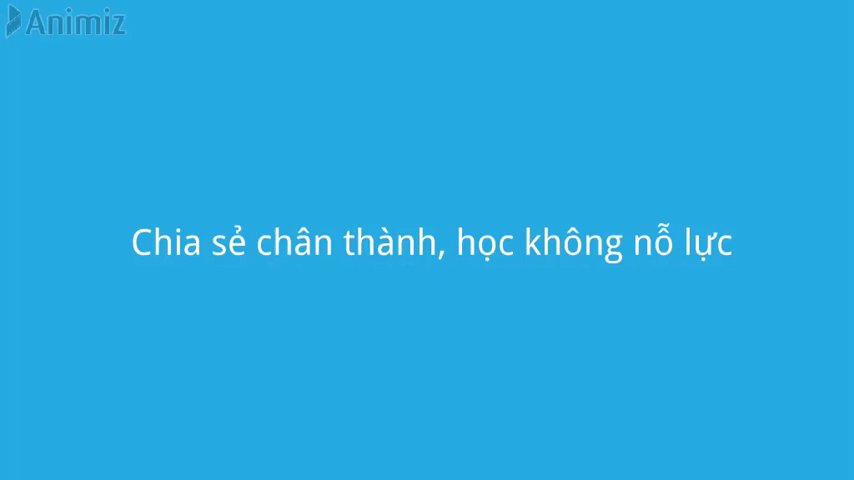 Animiz
Chia sẻ chân thành, học không nỗ lực